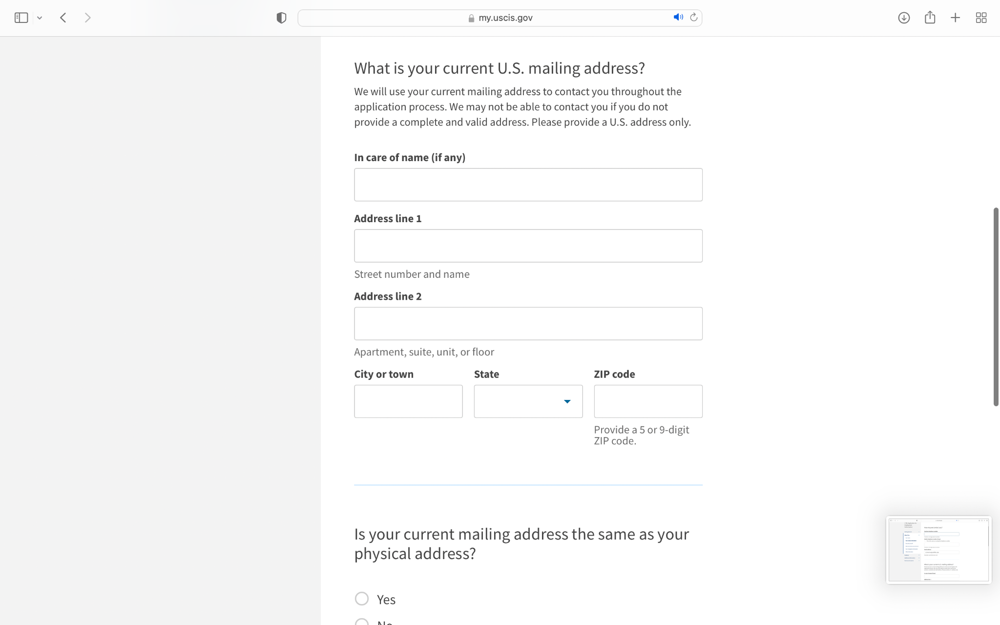 my.uscis.gov
What is your current U.S. mailing address?
We will use your current mailing address to contact you throughout the
application process. We may not be able to contact you if you do not
provide a complete and valid address. Please provide a U.S. address only.
In care of name (if any)
Address line 1
Street number and name
Address line 2
Apartment, suite, unit, or floor
City or town State ZIP code
Provide a 5 or 9-digit
ZIP code.
Is your current mailing address the same as your
physical address?
Yes
No